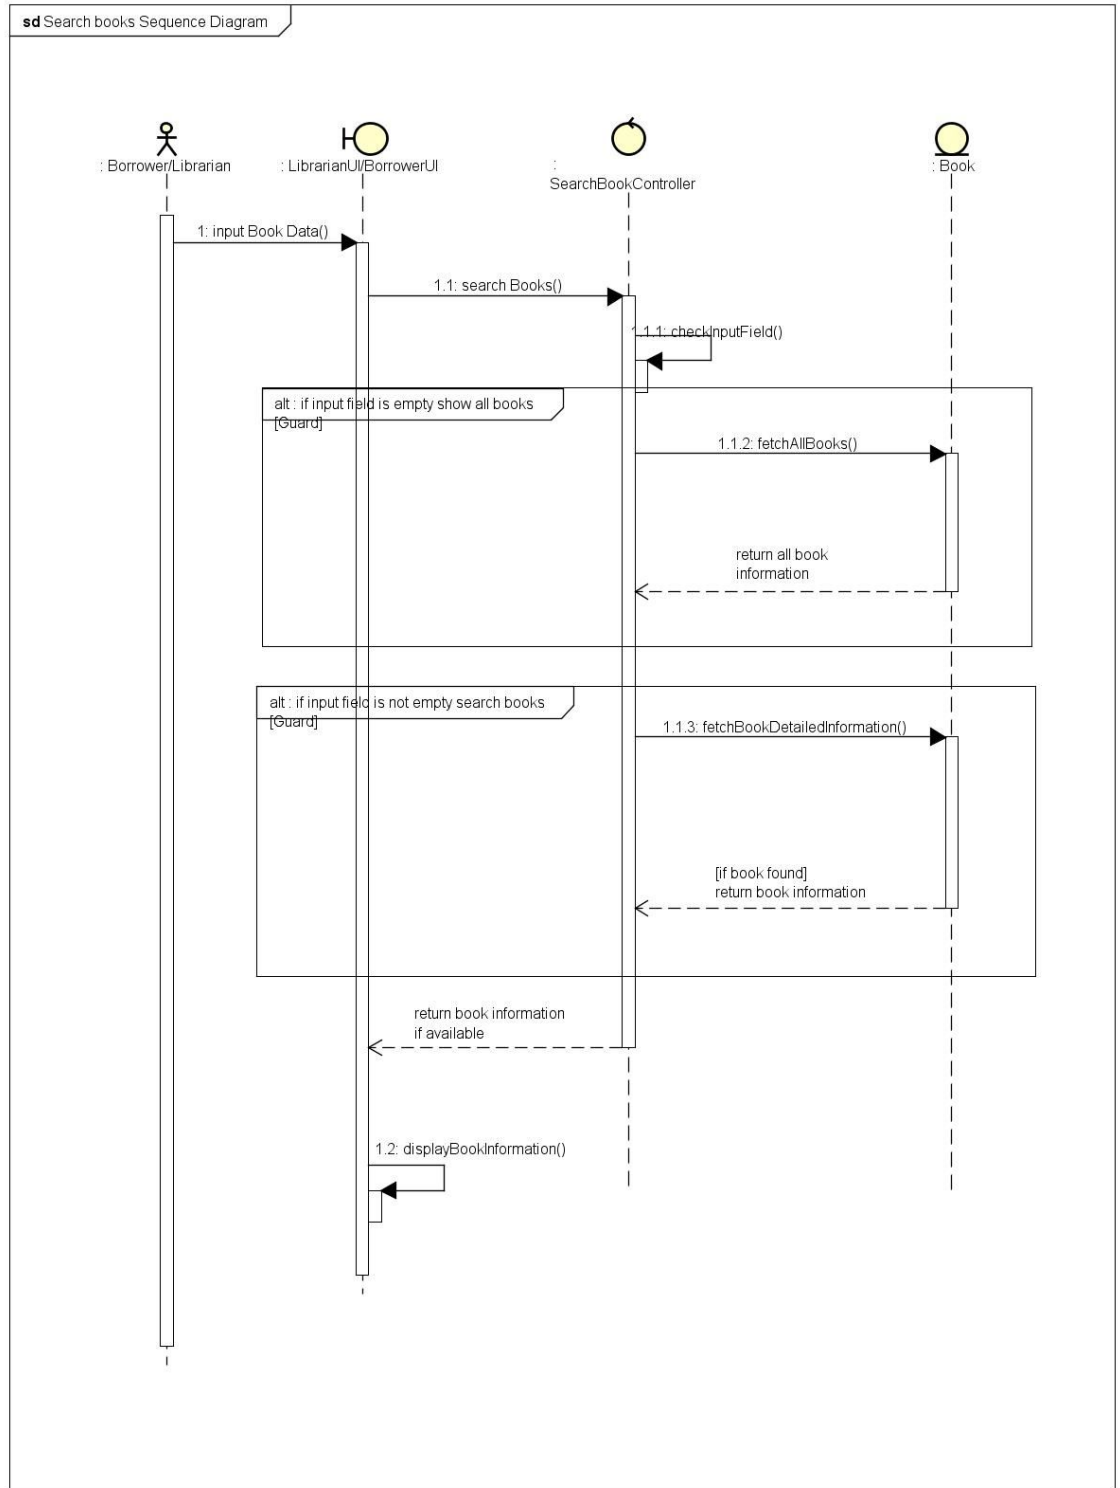 sd Search books Sequence Diagram
: Borrower/Librarian
: LibrarianUI/BorrowerUI
:
SearchBookController
: Book
1: input Book Data()
1.1: search Books()
1.1.1: checkInputField()
alt : if input field is empty show all books
[Guard]
1.1.2: fetchAllBooks()
return all book
information
alt : if input field is not empty search books
[Guard]
1.1.3: fetchBookDetailedInformation()
[if book found]
return book information
return book information
if available
1.2: displayBookInformation()